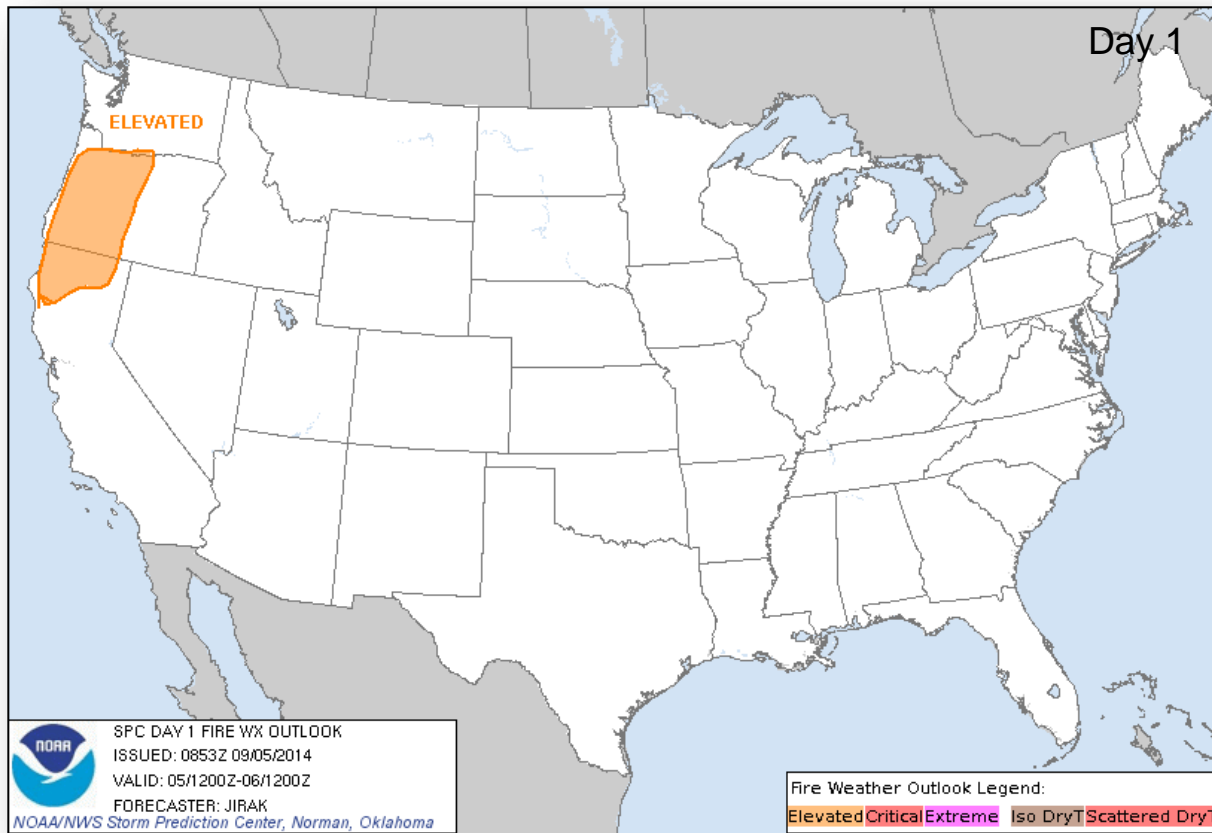 Day 1
ELEVATED
NOAA
SPC DAY 1 FIRE WX OUTLOOK
ISSUED: 0853Z 09/05/2014
VALID: 05/1200Z-06/1200Z
FORECASTER: JIRAK
NOAA/NWS Storm Prediction Center, Norman, Oklahoma
Fire Weather Outlook Legend:
Elevated Critical Extreme Iso DryT Scattered DryT